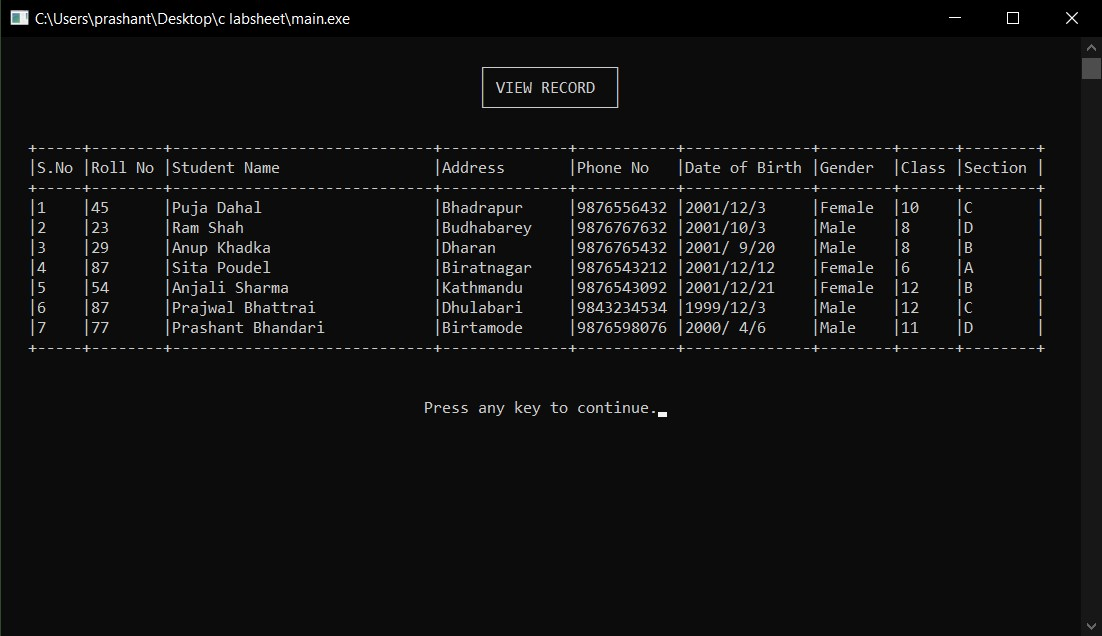 C:\Users\prashant\Desktop\c labsheet\main.exe
VIEW RECORD
+-----+--------+-----------------------------+--------------+-----------+--------------+--------+------+--------+
|S.No |Roll No |Student Name                 |Address       |Phone No   |Date of Birth |Gender  |Class |Section |
+-----+--------+-----------------------------+--------------+-----------+--------------+--------+------+--------+
|1    |45      |Puja Dahal                   |Bhadrapur     |9876556432 |2001/12/3     |Female  |10    |C       |
|2    |23      |Ram Shah                     |Budhabarey    |9876767632 |2001/10/3     |Male    |8     |D       |
|3    |29      |Anup Khadka                  |Dharan        |9876765432 |2001/ 9/20    |Male    |8     |B       |
|4    |87      |Sita Poudel                  |Biratnagar    |9876543212 |2001/12/12    |Female  |6     |A       |
|5    |54      |Anjali Sharma                |Kathmandu     |9876543092 |2001/12/21    |Female  |12    |B       |
|6    |87      |Prajwal Bhattrai             |Dhulabari     |9843234534 |1999/12/3     |Male    |12    |C       |
|7    |77      |Prashant Bhandari            |Birtamode     |9876598076 |2000/ 4/6     |Male    |11    |D       |
+-----+--------+-----------------------------+--------------+-----------+--------------+--------+------+--------+
Press any key to continue.